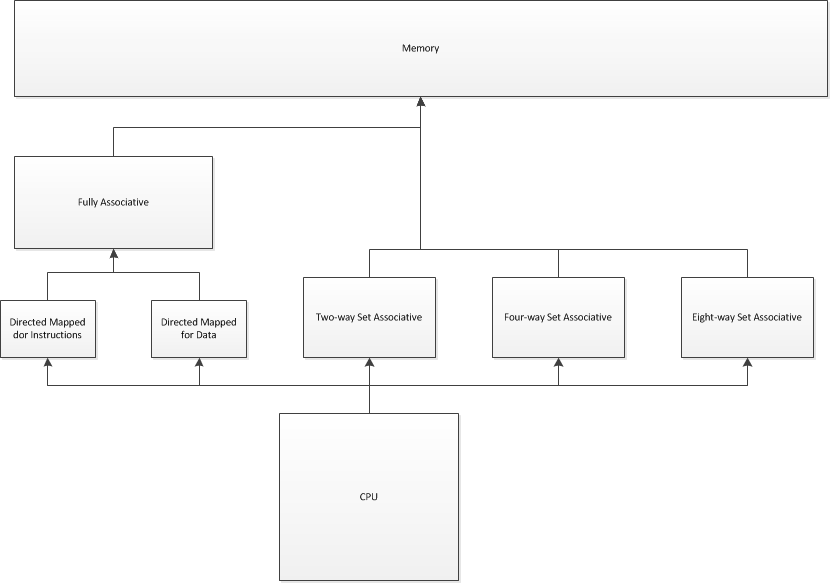 Memory
Fully Associative
Directed Mapped
dor Instructions
Directed Mapped
for Data
Two-way Set Associative
Four-way Set Associative
Eight-way Set Associative
CPU